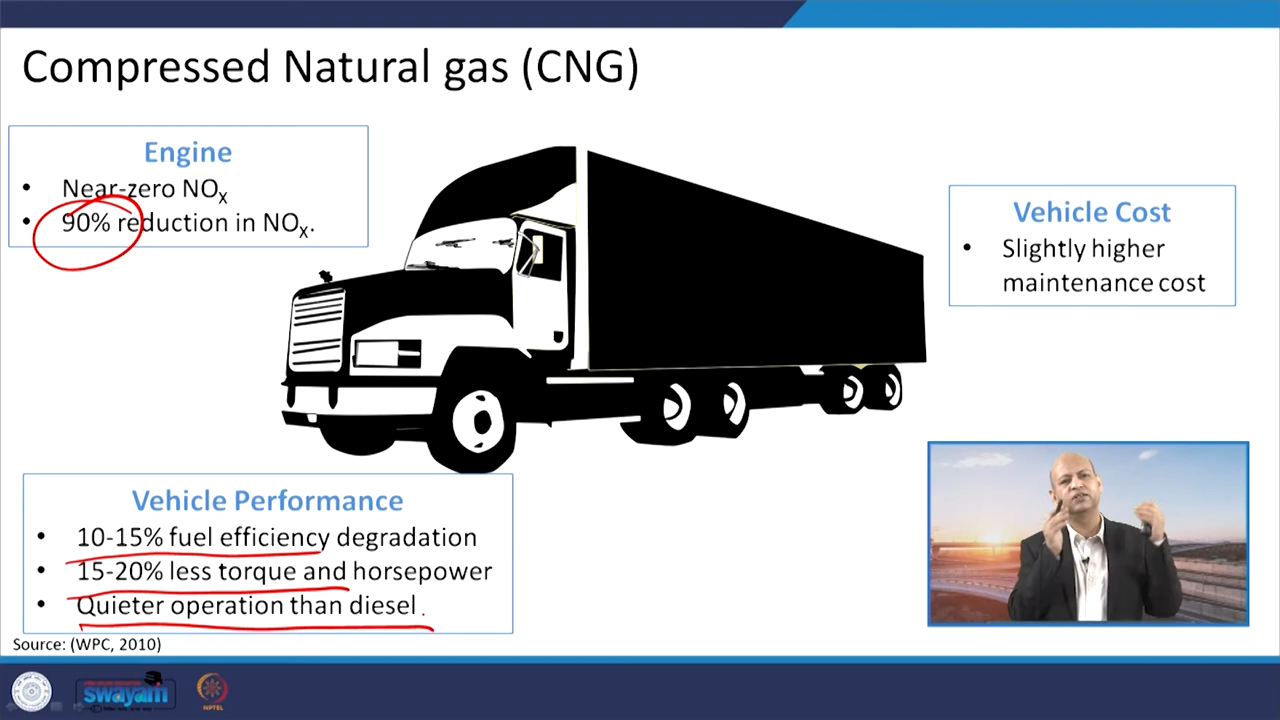 Compressed Natural gas (CNG)
Engine
• Near-zero NOX
• 90% reduction in NOX.
Vehicle Cost
• Slightly higher
maintenance cost
Vehicle Performance
• 10-15% fuel efficiency degradation
• 15-20% less torque and horsepower
• Quieter operation than diesel
Source: (WPC, 2010)
swayam
NPTEL